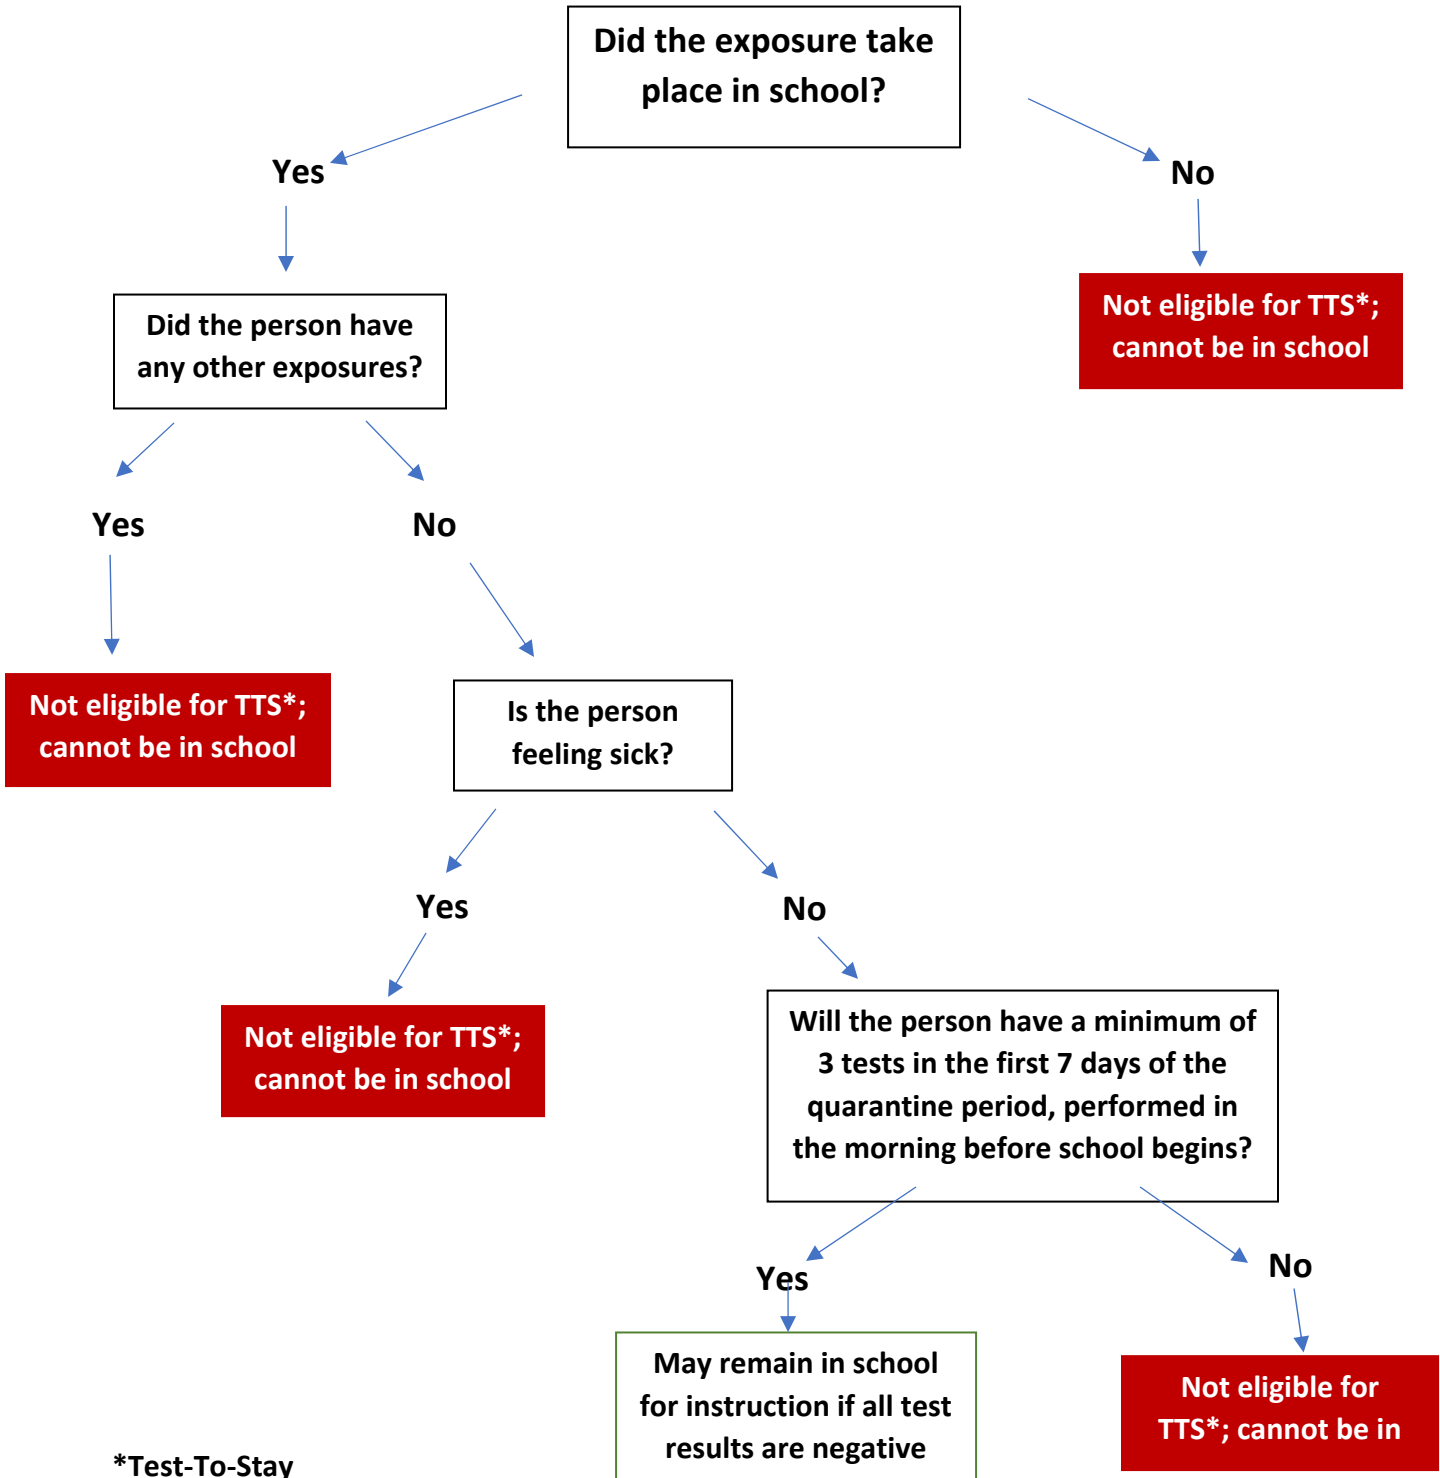 Did the exposure take
place in school?
Yes
No
Did the person have
any other exposures?
Not eligible for TTS*;
cannot be in school
Yes
No
Not eligible for TTS*;
cannot be in school
Is the person
feeling sick?
Yes
No
Not eligible for TTS*;
cannot be in school
Will the person have a minimum of
3 tests in the first 7 days of the
quarantine period, performed in
the morning before school begins?
Yes
No
May remain in school
for instruction if all test
results are negative
Not eligible for
TTS*; cannot be in
*Test-To-Stay